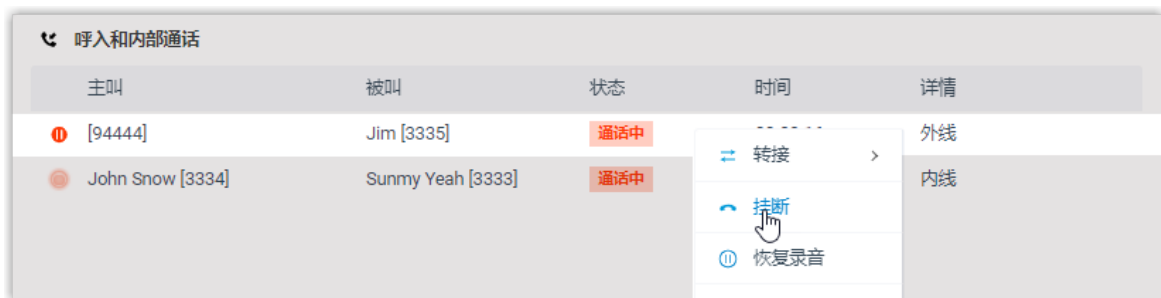 呼入和内部通话
主叫 被叫 状态 时间 详情
[94444] Jim [3335] 通话中 外线
John Snow [3334] Sunmy Yeah [3333] 通话中 内线
转接
挂断
恢复录音